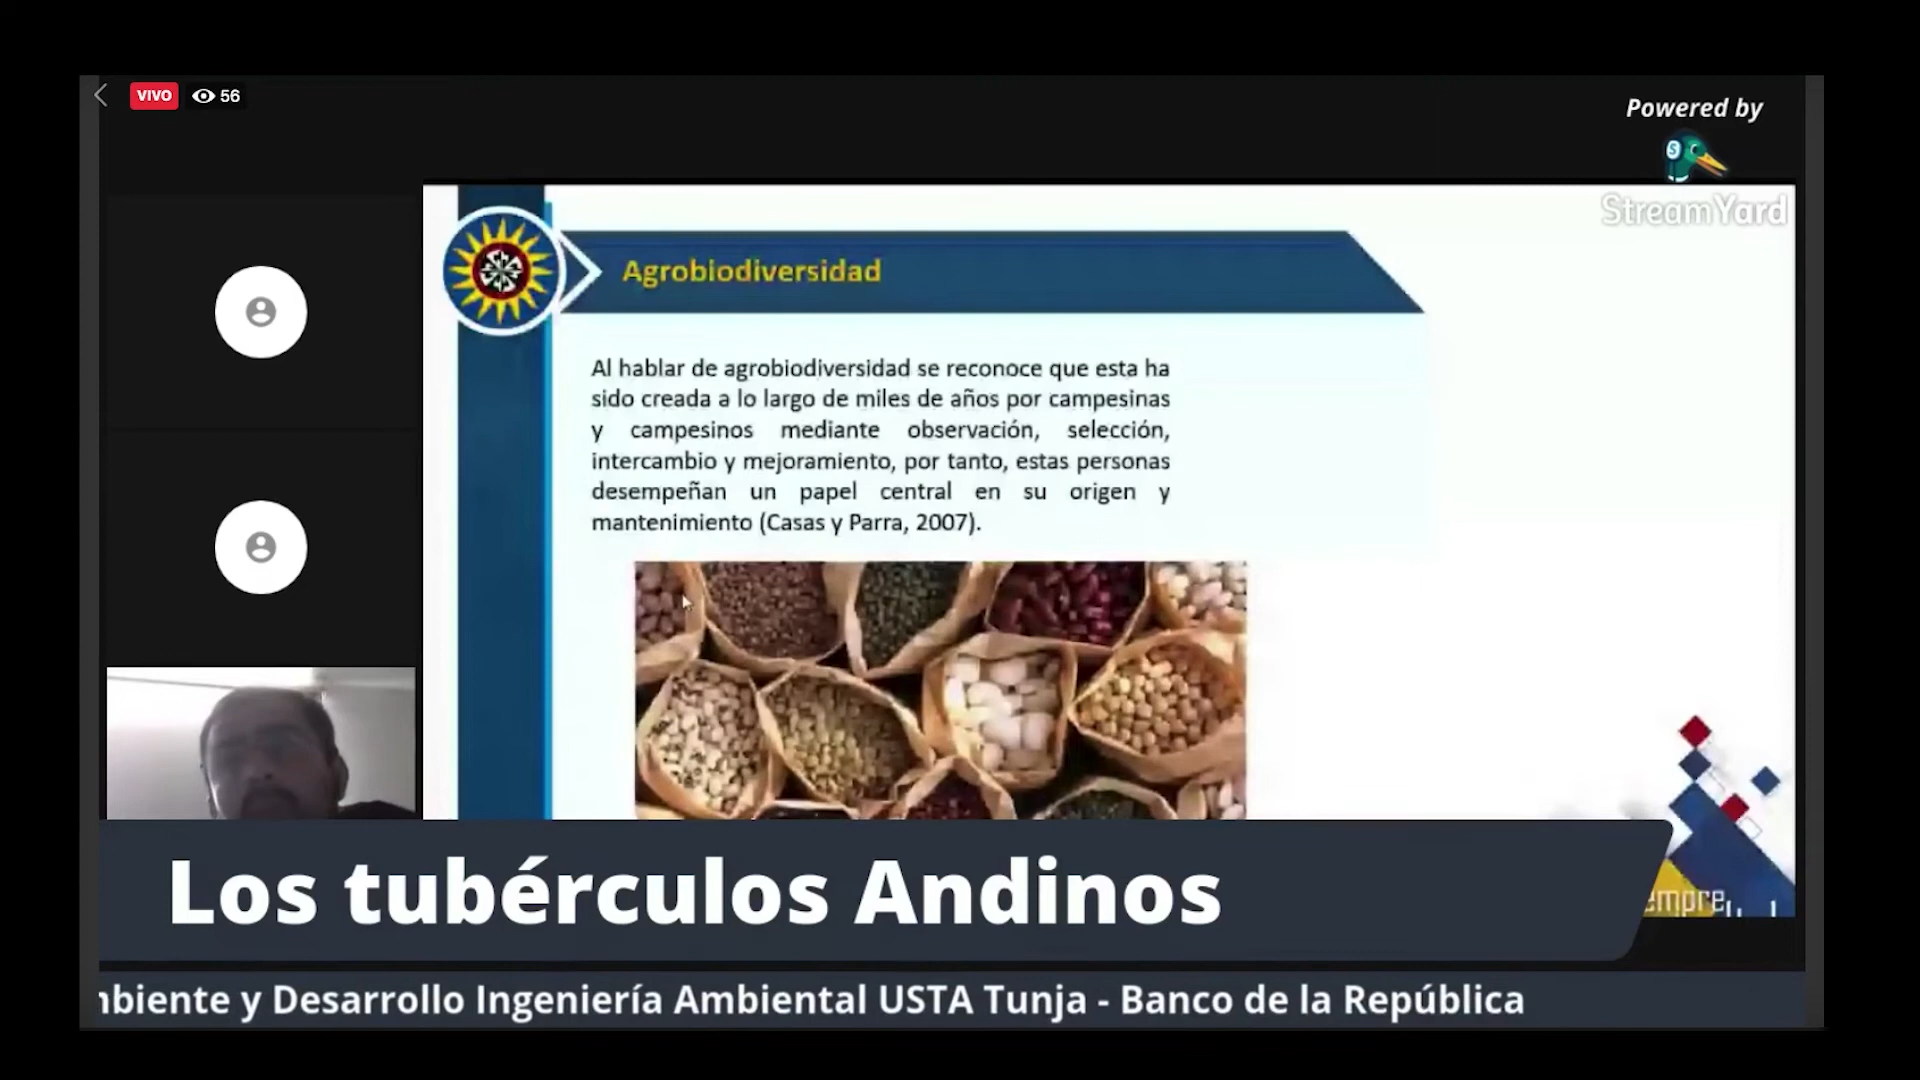 VIVO
56
Powered by
S
StreamYard
Agrobiodiversidad
Al hablar de agrobiodiversidad se reconoce que esta ha
sido creada a lo largo de miles de años por campesinas
y campesinos mediante observación, selección,
intercambio y mejoramiento, por tanto, estas personas
desempeñan un papel central en su origen y
mantenimiento (Casas y Parra, 2007).
empre
Los tubérculos Andinos
mbiente y Desarrollo Ingeniería Ambiental USTA Tunja - Banco de la República